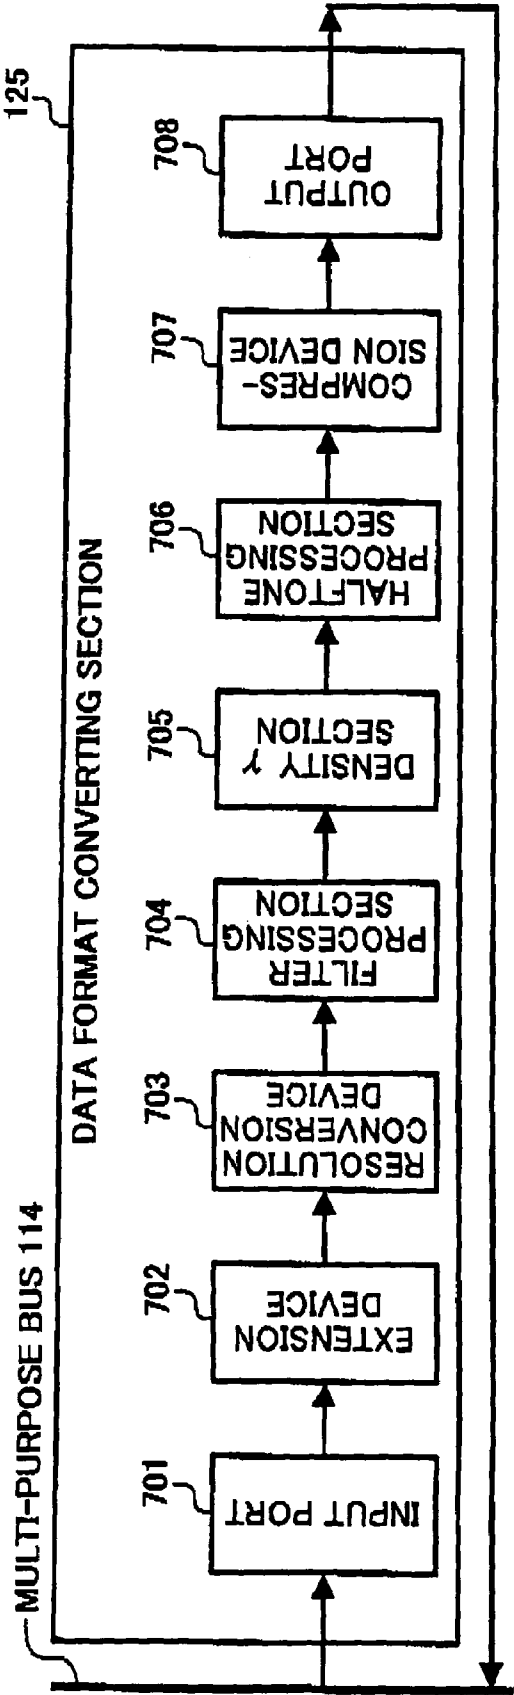 MULTI-PURPOSE BUS 114
125
DATA FORMAT CONVERTING SECTION
701
INPUT PORT
702
EXTENSION
DEVICE
703
RESOLUTION
CONVERSION
DEVICE
704
FILTER
PROCESSING
SECTION
705
DENSITY γ
SECTION
706
HALFTONE
PROCESSING
SECTION
707
COMPRES-
SION DEVICE
708
OUTPUT
PORT